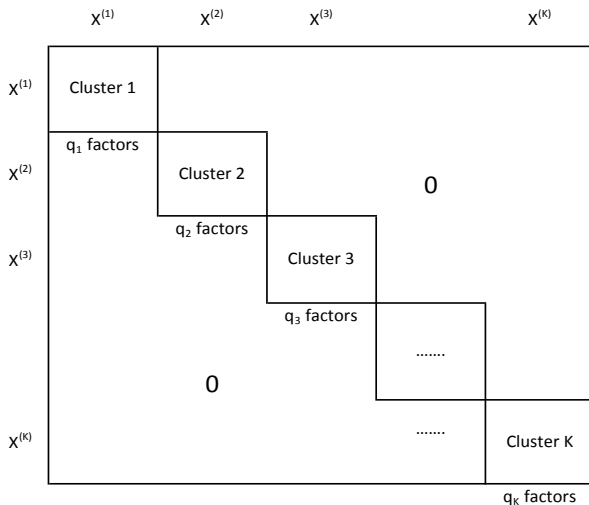 X⁽¹⁾ X⁽²⁾ X⁽³⁾ X⁽ᴷ⁾
X⁽¹⁾ Cluster 1
q₁ factors
X⁽²⁾ Cluster 2 0
q₂ factors
X⁽³⁾ Cluster 3
q₃ factors
.......
0
.......
X⁽ᴷ⁾ Cluster K
q_K factors